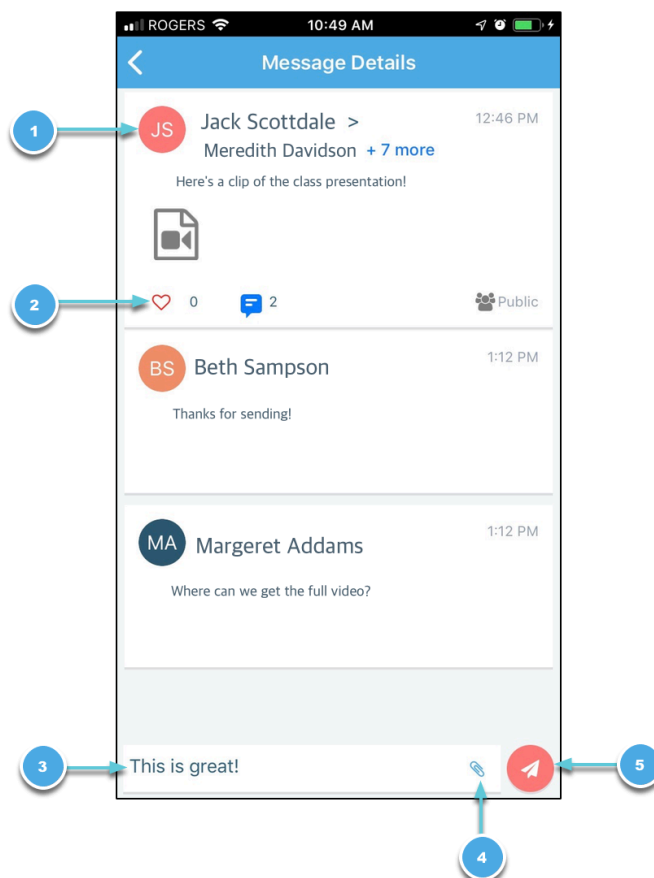 ROGERS 10:49 AM
Message Details
1
JS Jack Scottdale > 12:46 PM
Meredith Davidson + 7 more
Here's a clip of the class presentation!
2
0 2 Public
BS Beth Sampson 1:12 PM
Thanks for sending!
MA Margeret Addams 1:12 PM
Where can we get the full video?
3 This is great! 5
4